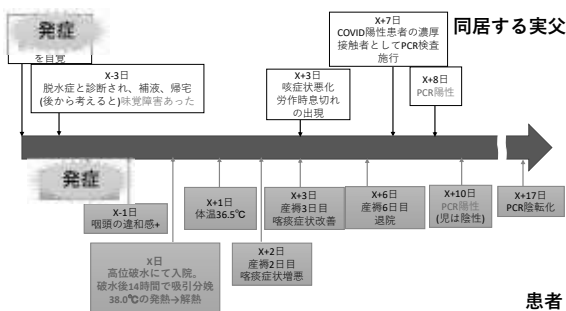 同居する実父
発症
を自覚
X-3日
脱水症と診断され、補液、帰宅
(後から考えると)味覚障害あった
X+3日
咳症状悪化
労作時息切れ
の出現
X+7日
COVID陽性患者の濃厚
接触者としてPCR検査
施行
X+8日
PCR陽性
発症
X-1日
咽頭の違和感+
X日
高位破水にて入院。
破水後14時間で吸引分娩
38.0℃の発熱→解熱
X+1日
体温36.5℃
X+2日
産褥2日目
喀痰症状増悪
X+3日
産褥3日目
喀痰症状改善
X+6日
産褥6日目
退院
X+10日
PCR陽性
(児は陰性)
X+17日
PCR陰転化
患者